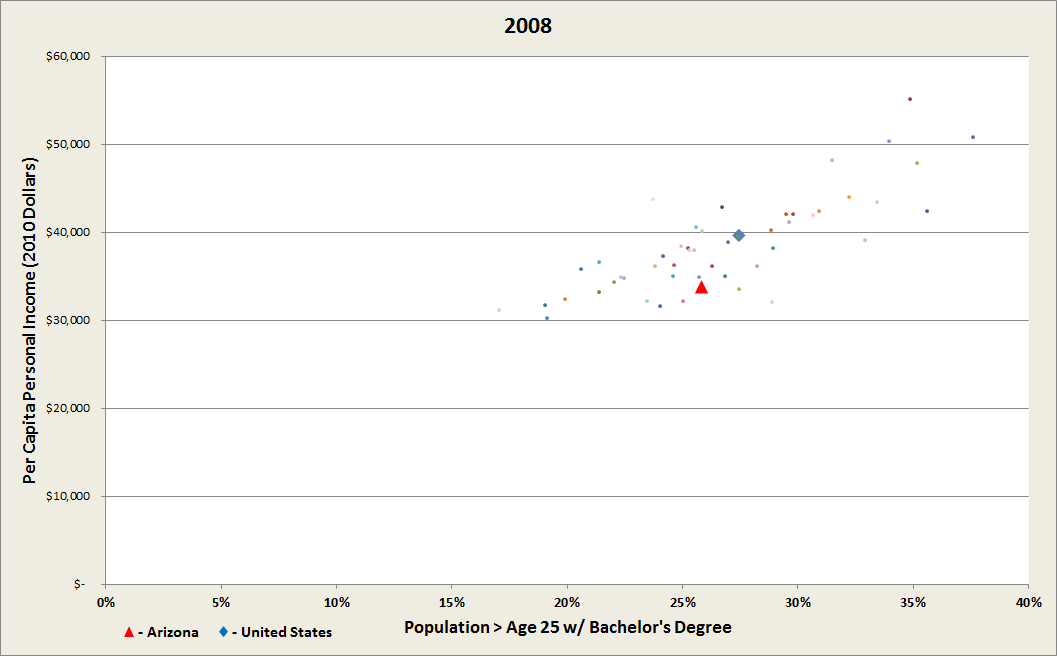 2008
$60,000
$50,000
$40,000
$30,000
$20,000
$10,000
$-
Per Capita Personal Income (2010 Dollars)
0% 5% 10% 15% 20% 25% 30% 35% 40%
Population > Age 25 w/ Bachelor's Degree
- Arizona - United States